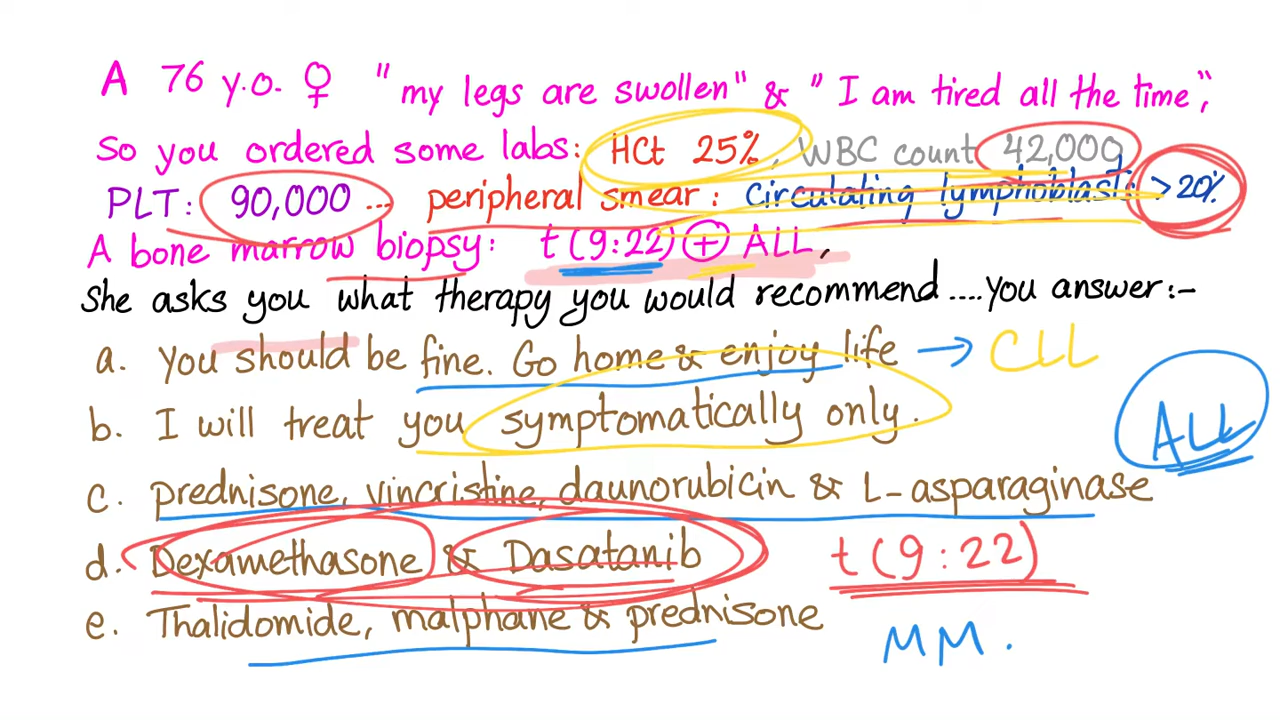 A 76 y.o. ♀ "my legs are swollen" & "I am tired all the time",
So you ordered some labs: HCt 25%, WBC count 42,000
PLT: 90,000 ... peripheral smear: circulating lymphoblasts >20%
A bone marrow biopsy: t(9:22) + ALL,
She asks you what therapy you would recommend....you answer:-
a. You should be fine. Go home & enjoy life → CLL
b. I will treat you symptomatically only.
ALL
c. prednisone, vincristine, daunorubicin & L-asparaginase
d. Dexamethasone & Dasatanib t(9:22)
e. Thalidomide, malphane & prednisone
MM.